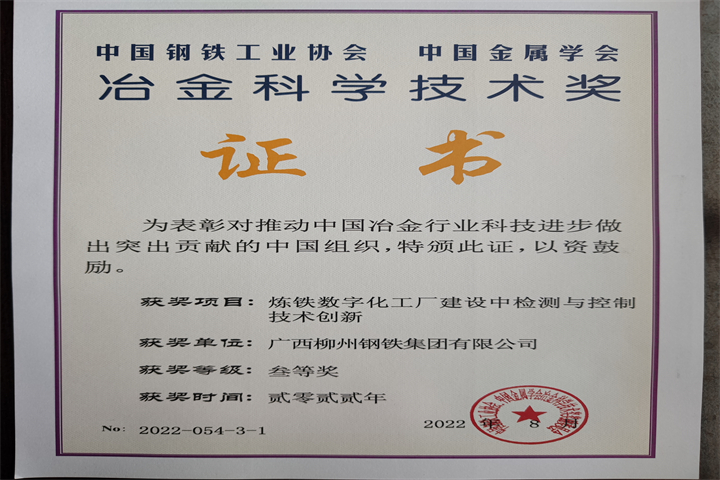 中国钢铁工业协会 中国金属学会
冶金科学技术奖
证书
为表彰对推动中国冶金行业科技进步做
出突出贡献的中国组织,特颁此证,以资鼓
励。
获奖项目:炼铁数字化工厂建设中检测与控制
技术创新
获奖单位:广西柳州钢铁集团有限公司
获奖等级:叁等奖
获奖时间:贰零贰贰年
2022 年 8 月
No: 2022-054-3-1